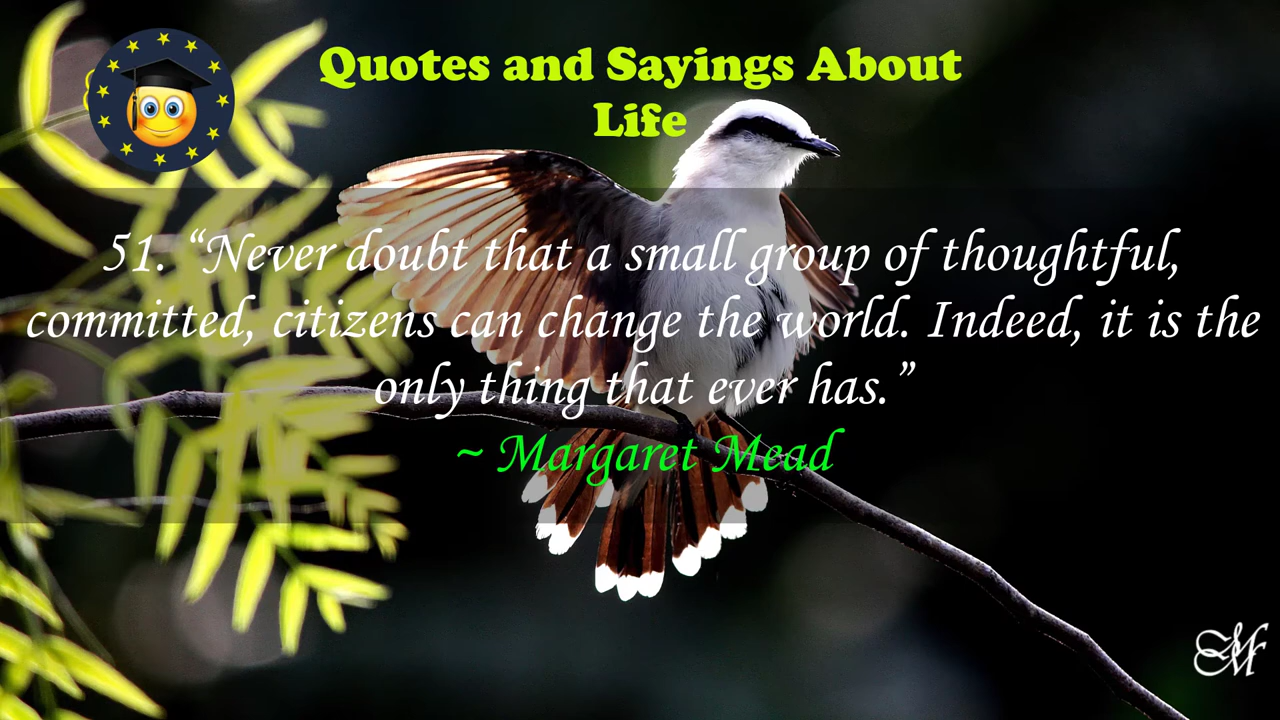 Quotes and Sayings About
Life
51. “Never doubt that a small group of thoughtful,
committed, citizens can change the world. Indeed, it is the
only thing that ever has.”
~ Margaret Mead